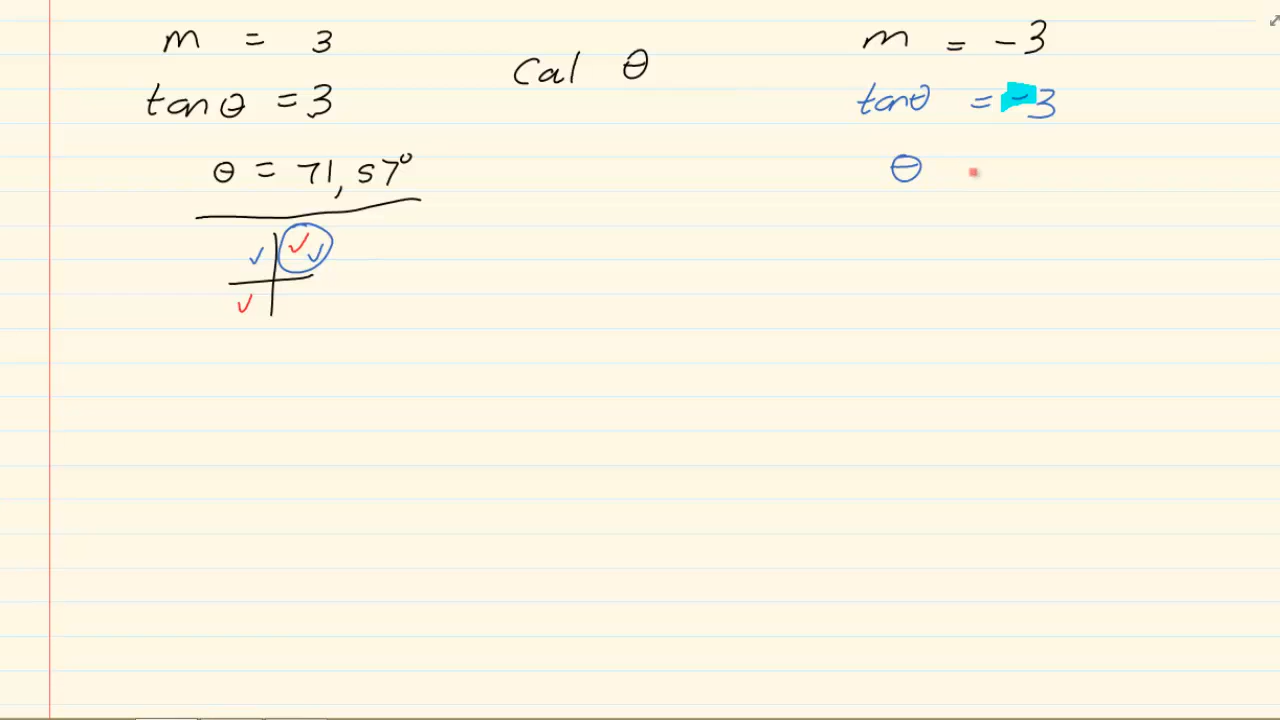 m = 3
tanθ = 3
θ = 71,57°
Cal θ
m = -3
tanθ = -3
θ